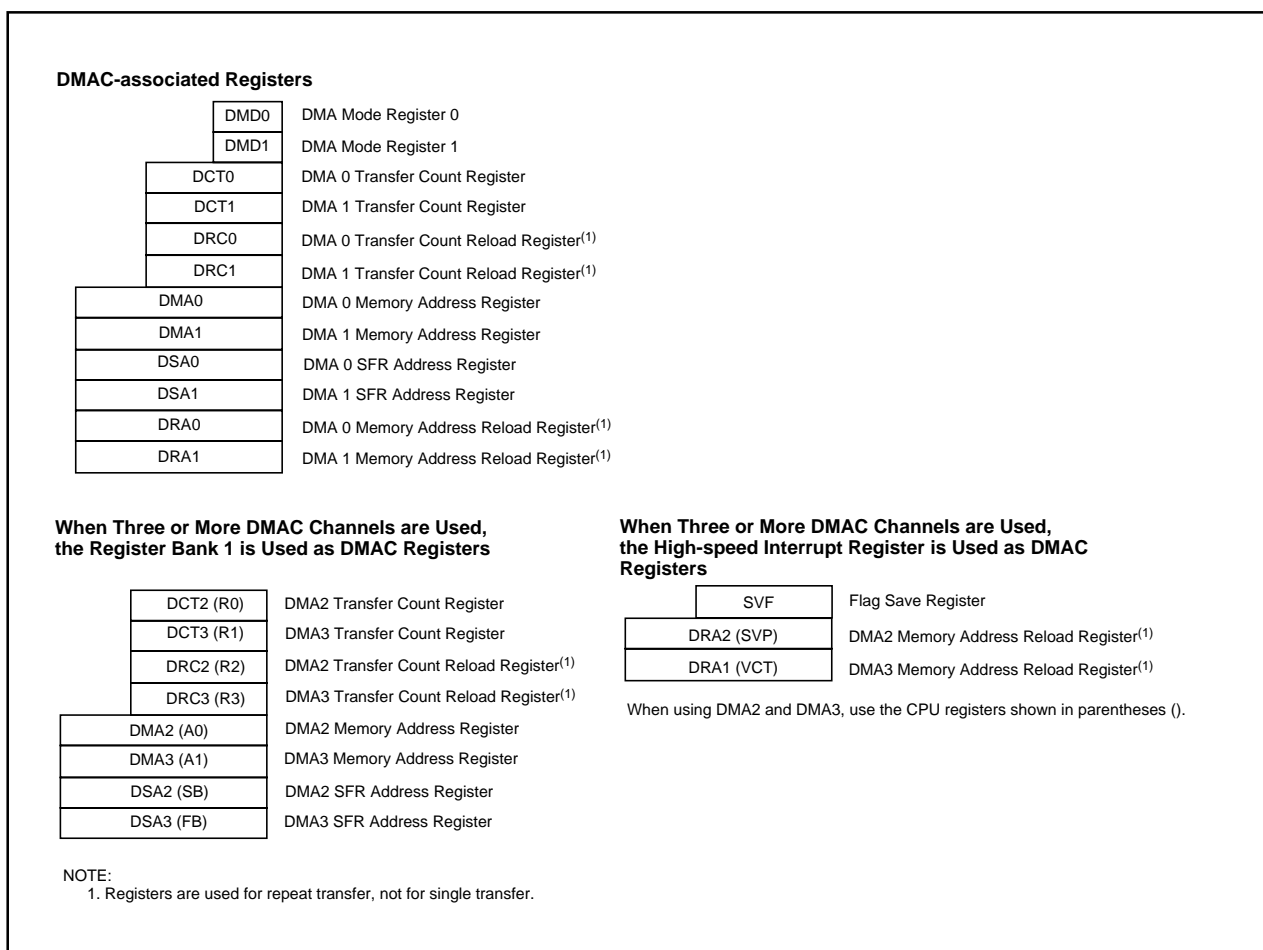 DMAC-associated Registers
DMD0 DMA Mode Register 0
DMD1 DMA Mode Register 1
DCT0 DMA 0 Transfer Count Register
DCT1 DMA 1 Transfer Count Register
DRC0 DMA 0 Transfer Count Reload Register(1)
DRC1 DMA 1 Transfer Count Reload Register(1)
DMA0 DMA 0 Memory Address Register
DMA1 DMA 1 Memory Address Register
DSA0 DMA 0 SFR Address Register
DSA1 DMA 1 SFR Address Register
DRA0 DMA 0 Memory Address Reload Register(1)
DRA1 DMA 1 Memory Address Reload Register(1)
When Three or More DMAC Channels are Used,
the Register Bank 1 is Used as DMAC Registers
DCT2 (R0) DMA2 Transfer Count Register
DCT3 (R1) DMA3 Transfer Count Register
DRC2 (R2) DMA2 Transfer Count Reload Register(1)
DRC3 (R3) DMA3 Transfer Count Reload Register(1)
DMA2 (A0) DMA2 Memory Address Register
DMA3 (A1) DMA3 Memory Address Register
DSA2 (SB) DMA2 SFR Address Register
DSA3 (FB) DMA3 SFR Address Register
When Three or More DMAC Channels are Used,
the High-speed Interrupt Register is Used as DMAC
Registers
SVF Flag Save Register
DRA2 (SVP) DMA2 Memory Address Reload Register(1)
DRA1 (VCT) DMA3 Memory Address Reload Register(1)
When using DMA2 and DMA3, use the CPU registers shown in parentheses ().
NOTE:
1. Registers are used for repeat transfer, not for single transfer.